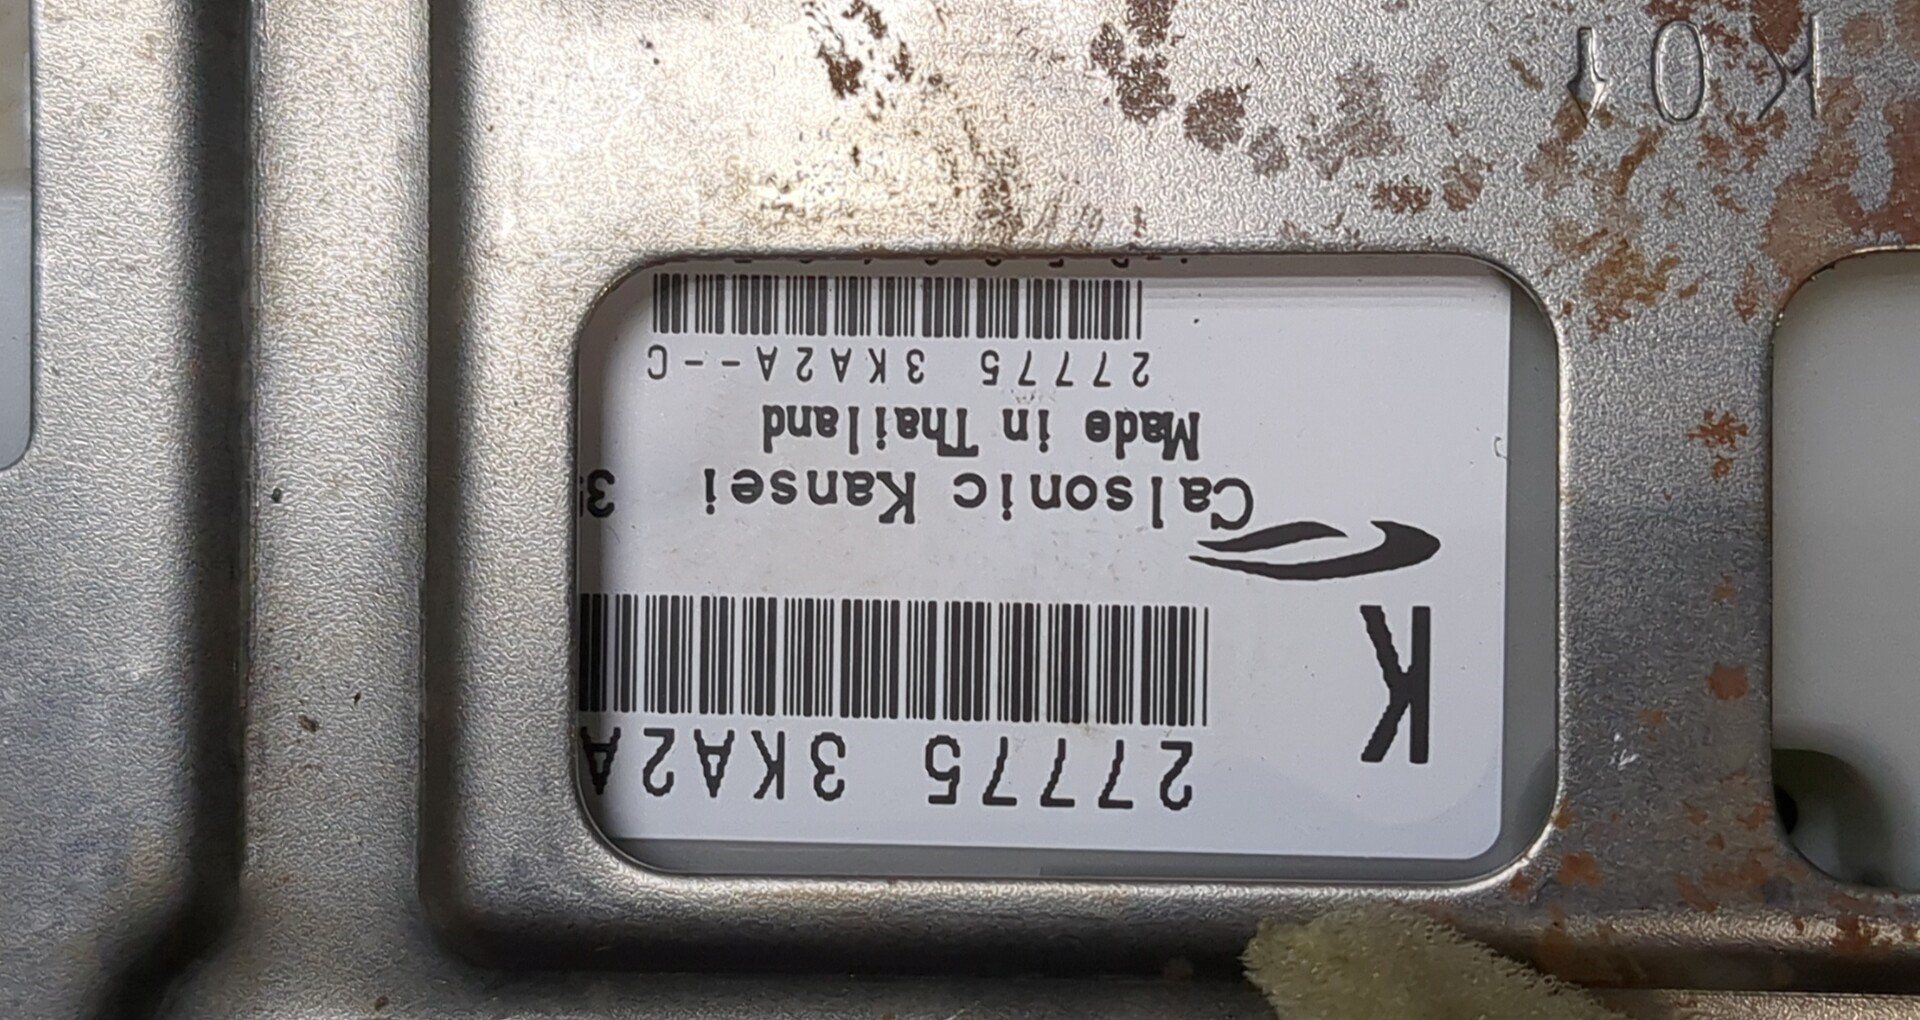 27775 3KA2A
K
Calsonic Kansei
Made in Thailand
27775 3KA2A--C
K01